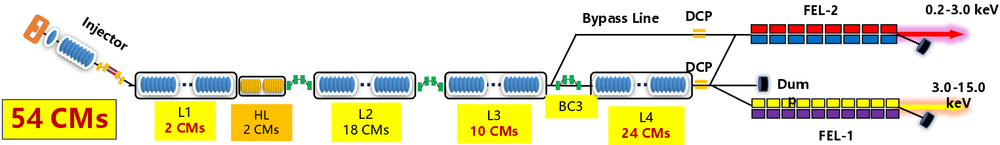 Injector
Bypass Line
DCP
FEL-2
0.2-3.0 keV
DCP
Dum
p
3.0-15.0
keV
54 CMs
L1
2 CMs
HL
2 CMs
L2
18 CMs
L3
10 CMs
BC3
L4
24 CMs
FEL-1